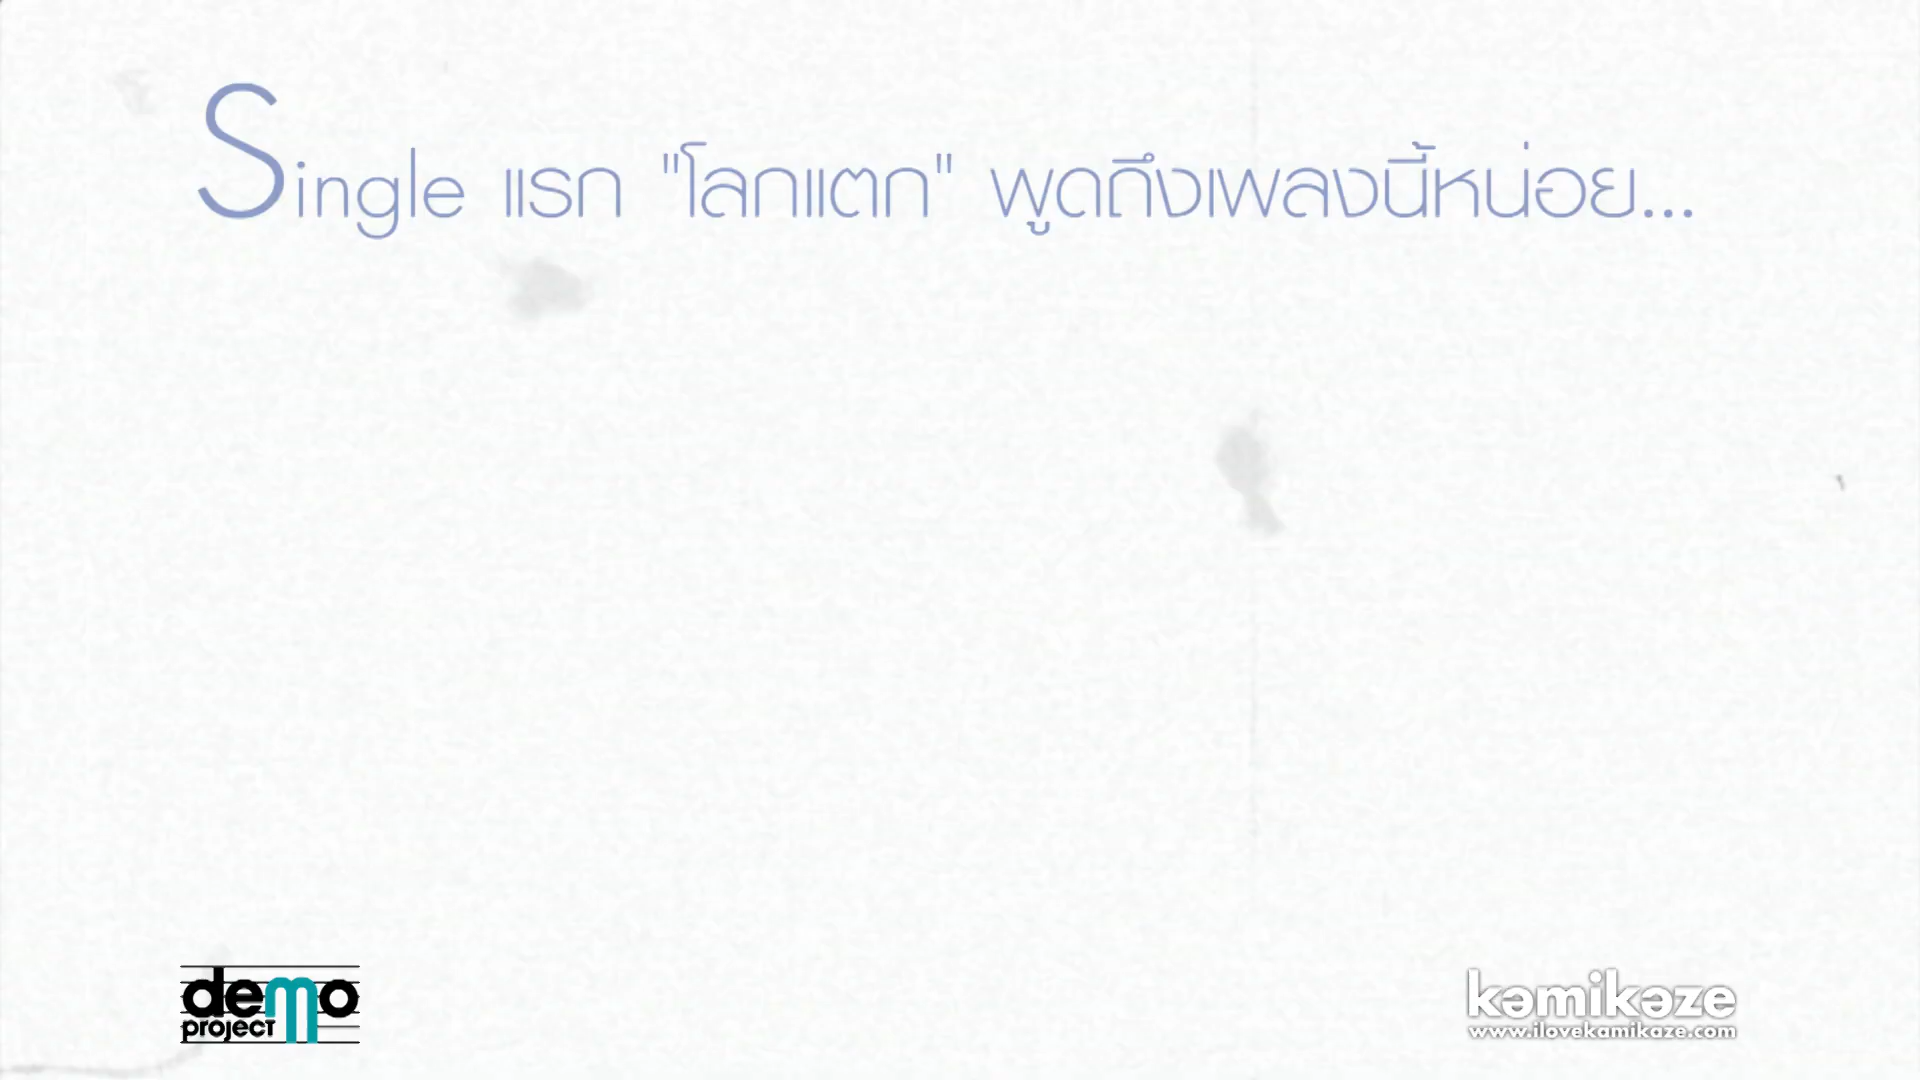 Single แรก "โลกแตก" พูดถึงเพลงนี้หน่อย...
demo
project
kamikaze
www.ilovekamikaze.com